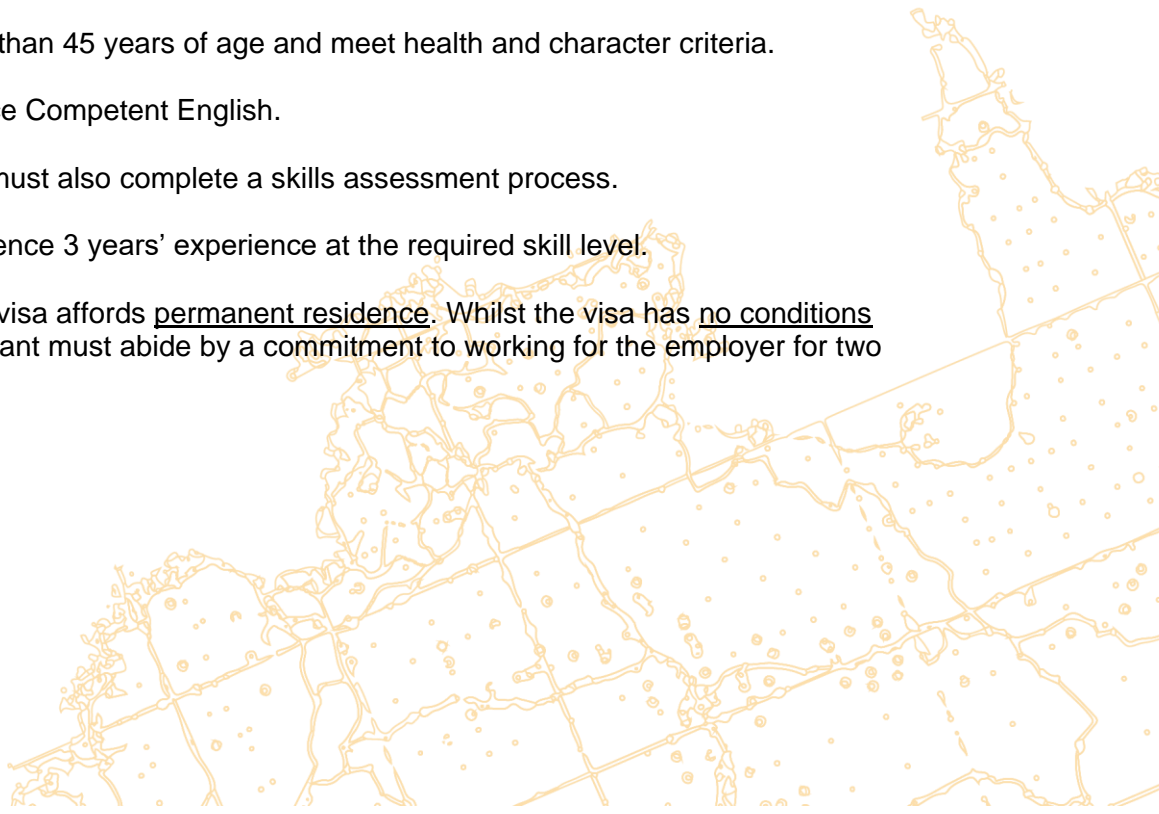 than 45 years of age and meet health and character criteria.
ce Competent English.
must also complete a skills assessment process.
ence 3 years’ experience at the required skill level.
visa affords permanent residence. Whilst the visa has no conditions
ant must abide by a commitment to working for the employer for two